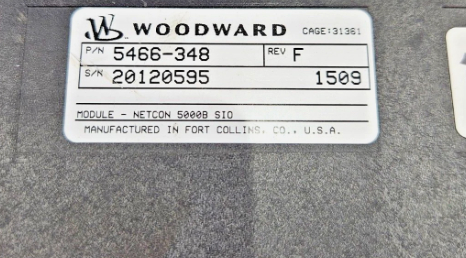 WOODWARD CAGE:31361
P/N 5466-348 REV F
S/N 20120595 1509
MODULE - NETCON 5000B SIO
MANUFACTURED IN FORT COLLINS, CO., U.S.A.